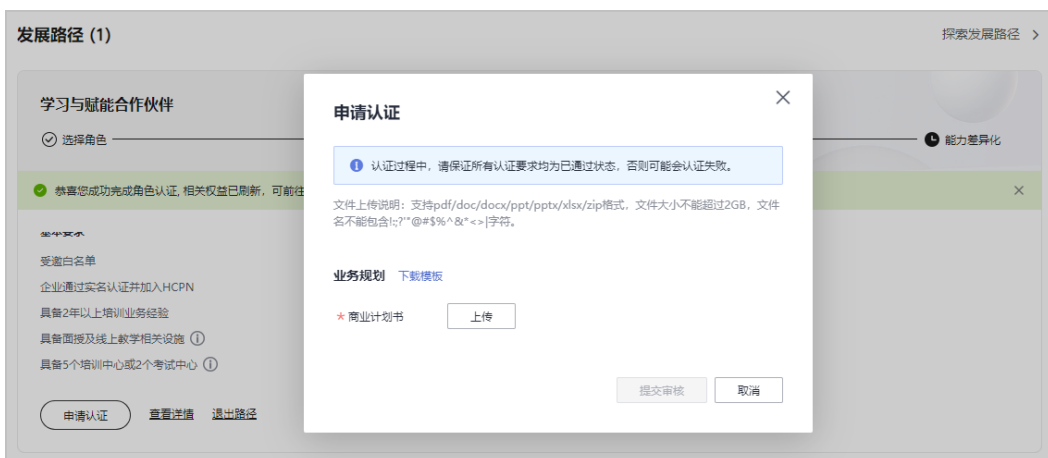 发展路径 (1)
探索发展路径
学习与赋能合作伙伴
选择角色
能力差异化
恭喜您成功完成角色认证, 相关权益已刷新，可前往
基本要求
受邀白名单
企业通过实名认证并加入HCPN
具备2年以上培训业务经验
具备面授及线上教学相关设施
具备5个培训中心或2个考试中心
申请认证 查看详情 退出路径
申请认证
认证过程中，请保证所有认证要求均为已通过状态，否则可能会认证失败。
文件上传说明：支持pdf/doc/docx/ppt/pptx/xlsx/zip格式，文件大小不能超过2GB，文件
名不能包含!:;?'"@#$%^&*<>|字符。
业务规划 下载模板
* 商业计划书 上传
提交审核 取消